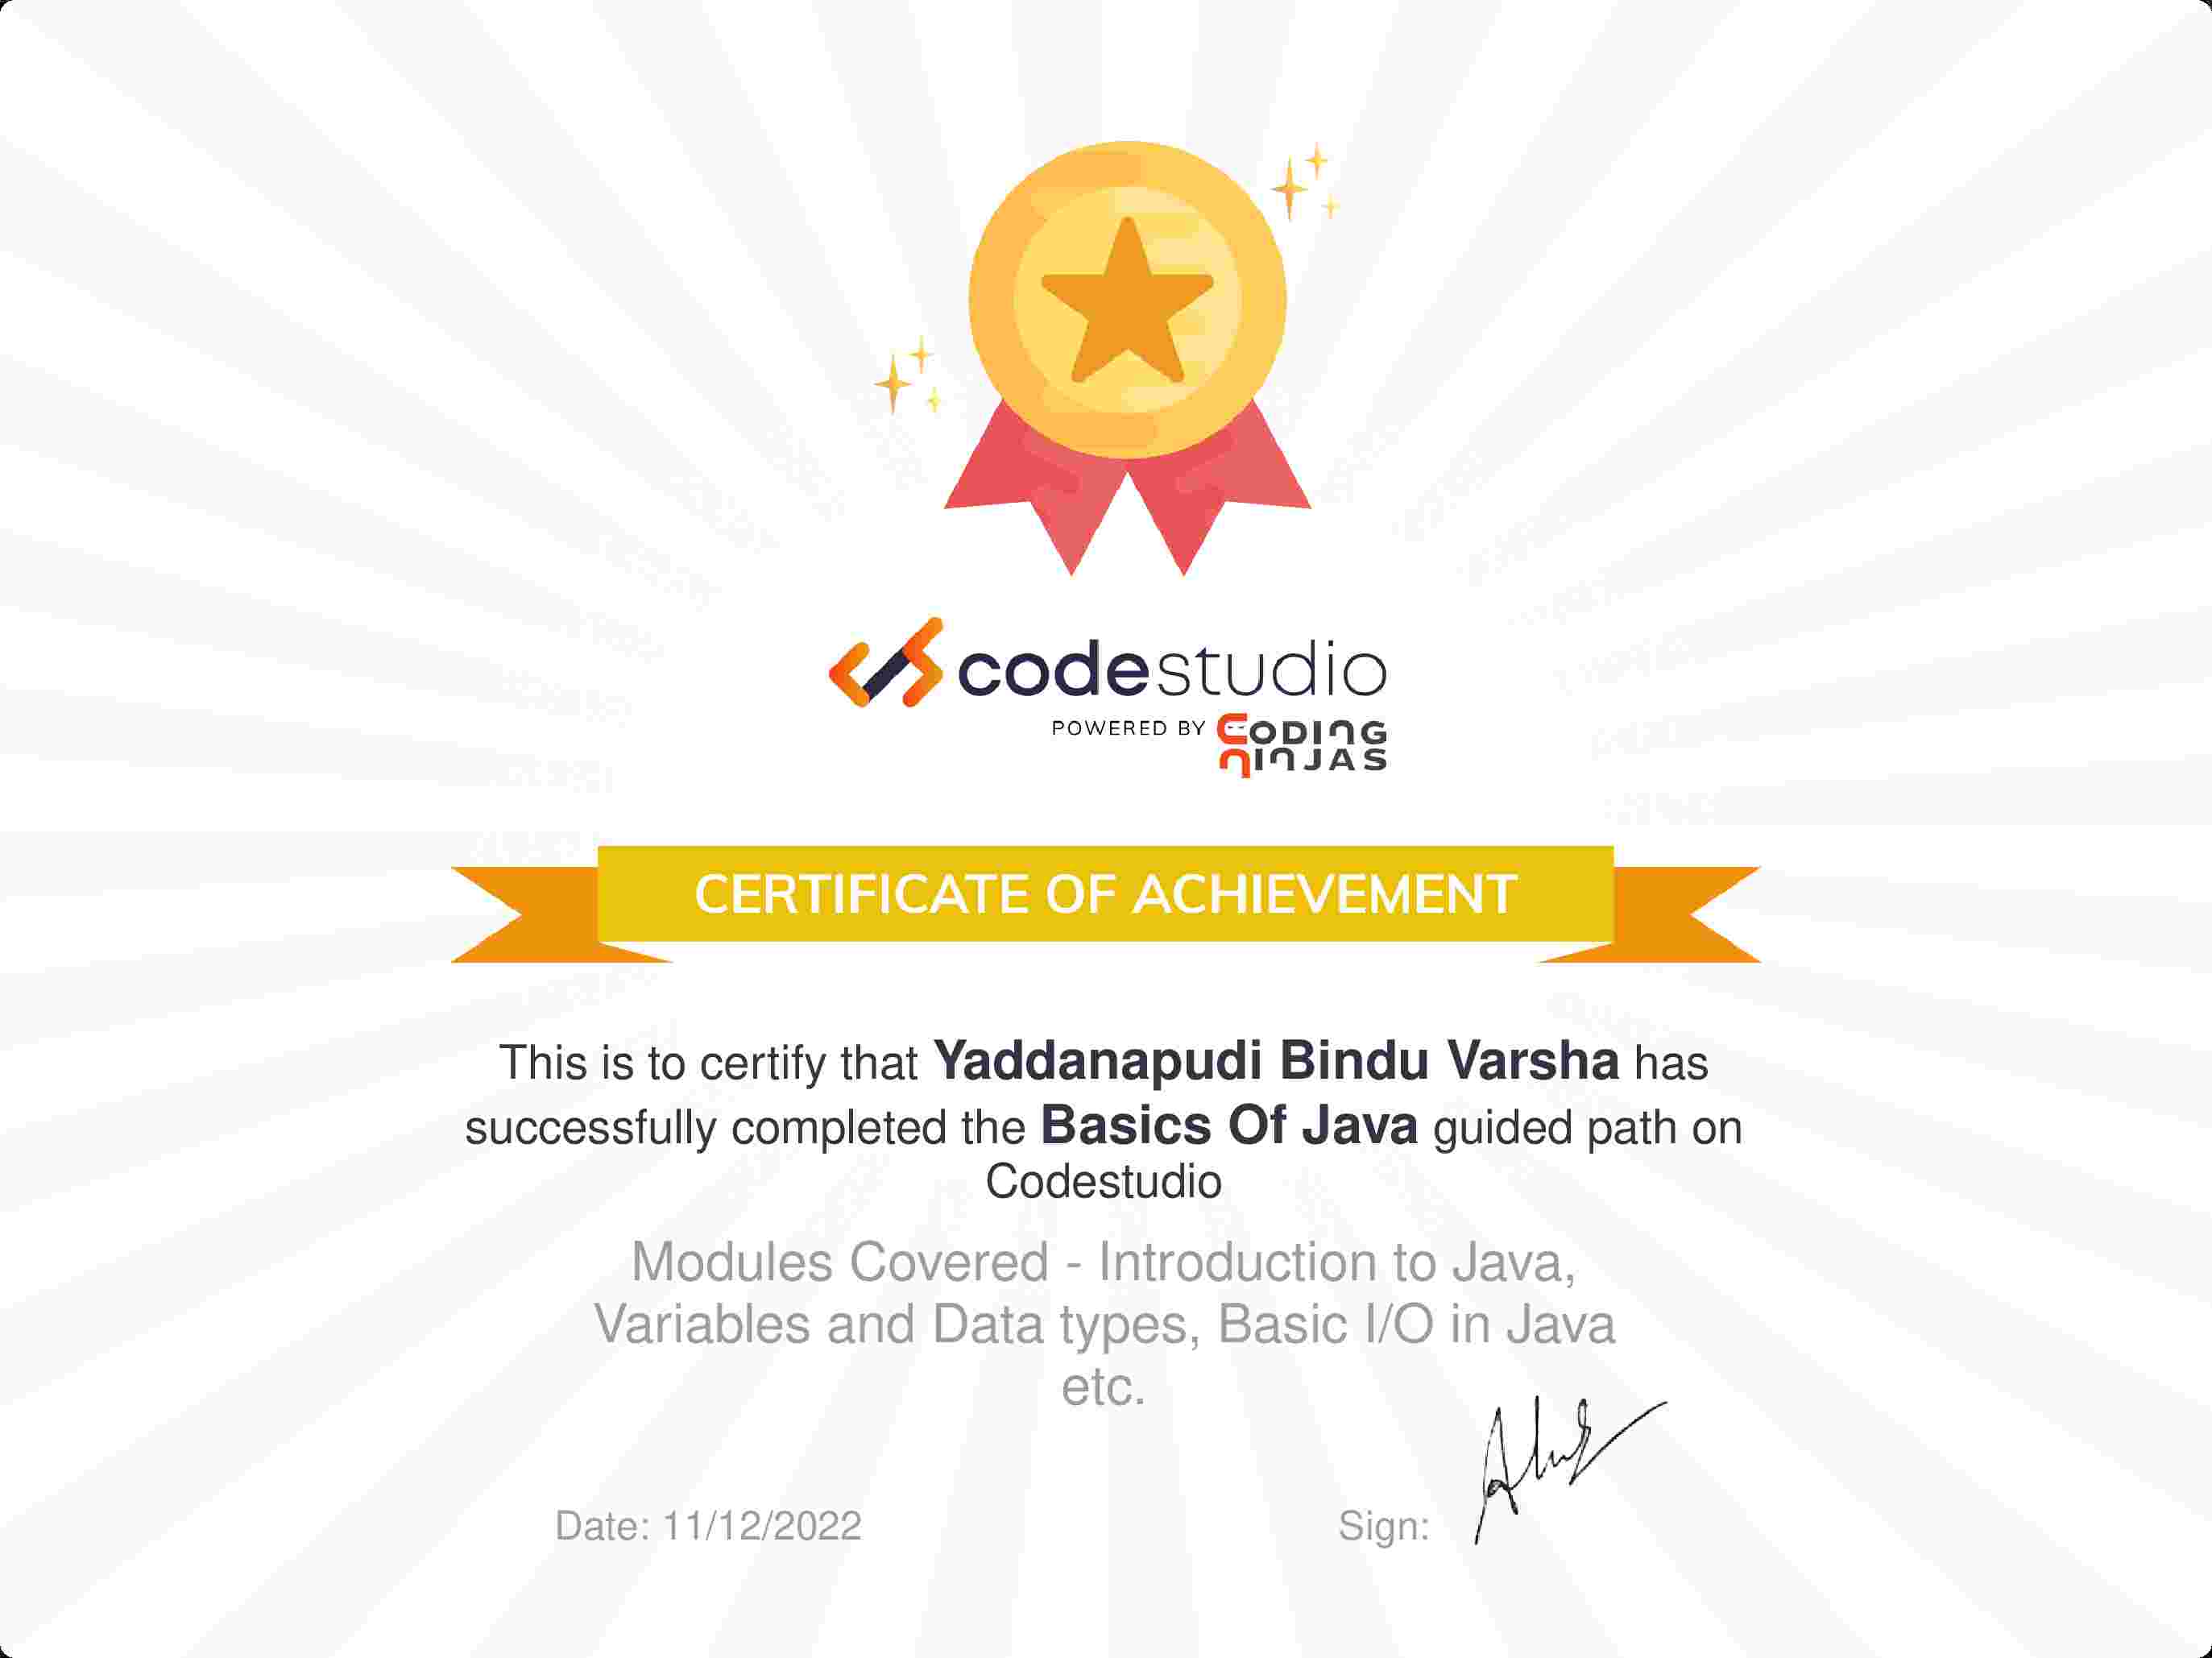 codestudio
POWERED BY CODING
NINJAS
CERTIFICATE OF ACHIEVEMENT
This is to certify that Yaddanapudi Bindu Varsha has
successfully completed the Basics Of Java guided path on
Codestudio
Modules Covered - Introduction to Java,
Variables and Data types, Basic I/O in Java
etc.
Date: 11/12/2022
Sign: